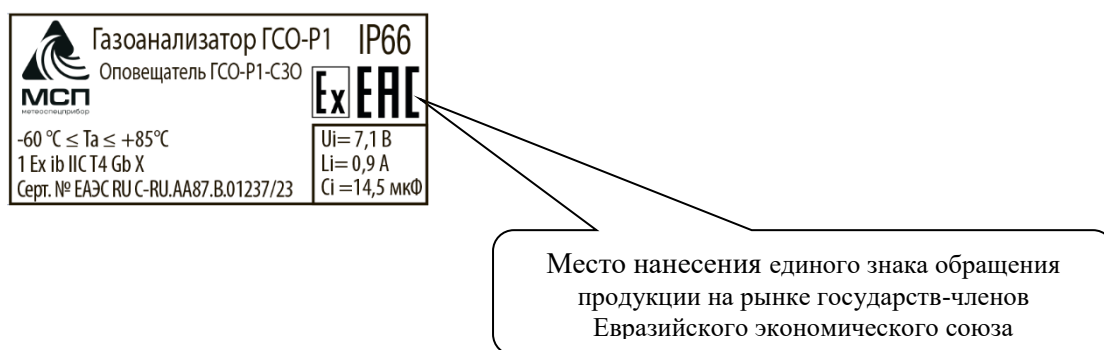 Газоанализатор ГСО-Р1 IP66
Оповещатель ГСО-Р1-СЗО
Ex EAC
МСП
метеоспецприбор
-60 °C ≤ Ta ≤ +85°C
1 Ex ib IIC T4 Gb X
Серт. № ЕАЭС RU C-RU.АА87.В.01237/23
Ui= 7,1 В
Li= 0,9 А
Ci =14,5 мкФ
Место нанесения единого знака обращения
продукции на рынке государств-членов
Евразийского экономического союза